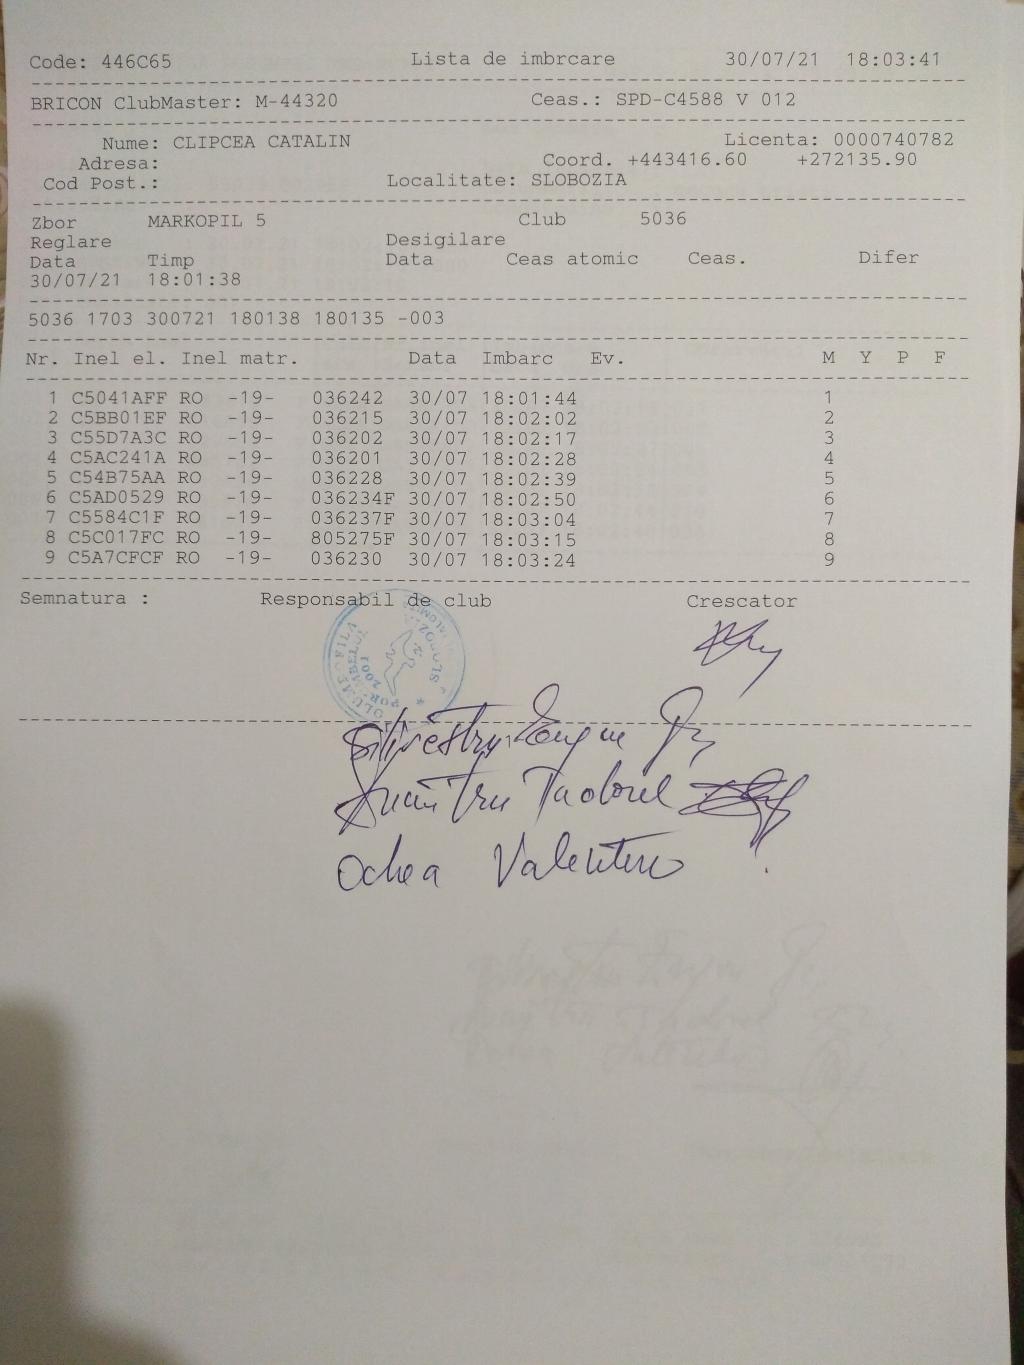 Code: 446C65 Lista de imbrcare 30/07/21 18:03:41
BRICON ClubMaster: M-44320 Ceas.: SPD-C4588 V 012
Nume: CLIPCEA CATALIN Licenta: 0000740782
Adresa: Coord. +443416.60 +272135.90
Cod Post.: Localitate: SLOBOZIA
Zbor MARKOPIL 5 Club 5036
Reglare Desigilare
Data Timp Data Ceas atomic Ceas. Difer
30/07/21 18:01:38
5036 1703 300721 180138 180135 -003
Nr. Inel el. Inel matr. Data Imbarc Ev. M Y P F
1 C5041AFF RO -19- 036242 30/07 18:01:44 1
2 C5BB01EF RO -19- 036215 30/07 18:02:02 2
3 C55D7A3C RO -19- 036202 30/07 18:02:17 3
4 C5AC241A RO -19- 036201 30/07 18:02:28 4
5 C54B75AA RO -19- 036228 30/07 18:02:39 5
6 C5AD0529 RO -19- 036234F 30/07 18:02:50 6
7 C5584C1F RO -19- 036237F 30/07 18:03:04 7
8 C5C017FC RO -19- 805275F 30/07 18:03:15 8
9 C5A7CFCF RO -19- 036230 30/07 18:03:24 9
Semnatura : Responsabil de club Crescator
2001
Dumitru Tudorel
Ochea Valentin